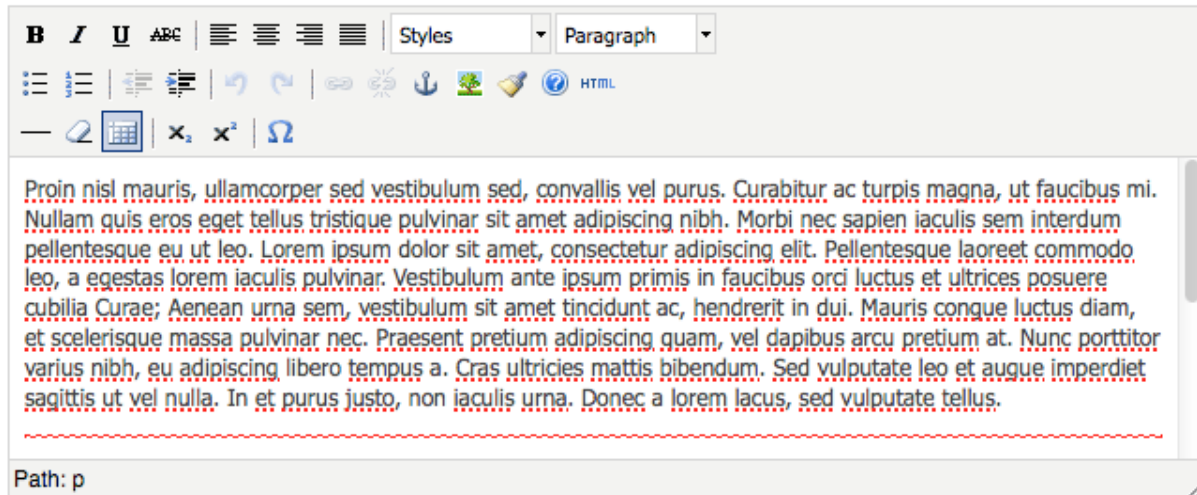 B I U ABC Styles Paragraph
HTML
x₂ x² Ω
Proin nisl mauris, ullamcorper sed vestibulum sed, convallis vel purus. Curabitur ac turpis magna, ut faucibus mi.
Nullam quis eros eget tellus tristique pulvinar sit amet adipiscing nibh. Morbi nec sapien iaculis sem interdum
pellentesque eu ut leo. Lorem ipsum dolor sit amet, consectetur adipiscing elit. Pellentesque laoreet commodo
leo, a egestas lorem iaculis pulvinar. Vestibulum ante ipsum primis in faucibus orci luctus et ultrices posuere
cubilia Curae; Aenean urna sem, vestibulum sit amet tincidunt ac, hendrerit in dui. Mauris congue luctus diam,
et scelerisque massa pulvinar nec. Praesent pretium adipiscing quam, vel dapibus arcu pretium at. Nunc porttitor
varius nibh, eu adipiscing libero tempus a. Cras ultricies mattis bibendum. Sed vulputate leo et augue imperdiet
sagittis ut vel nulla. In et purus justo, non iaculis urna. Donec a lorem lacus, sed vulputate tellus.
Path: p